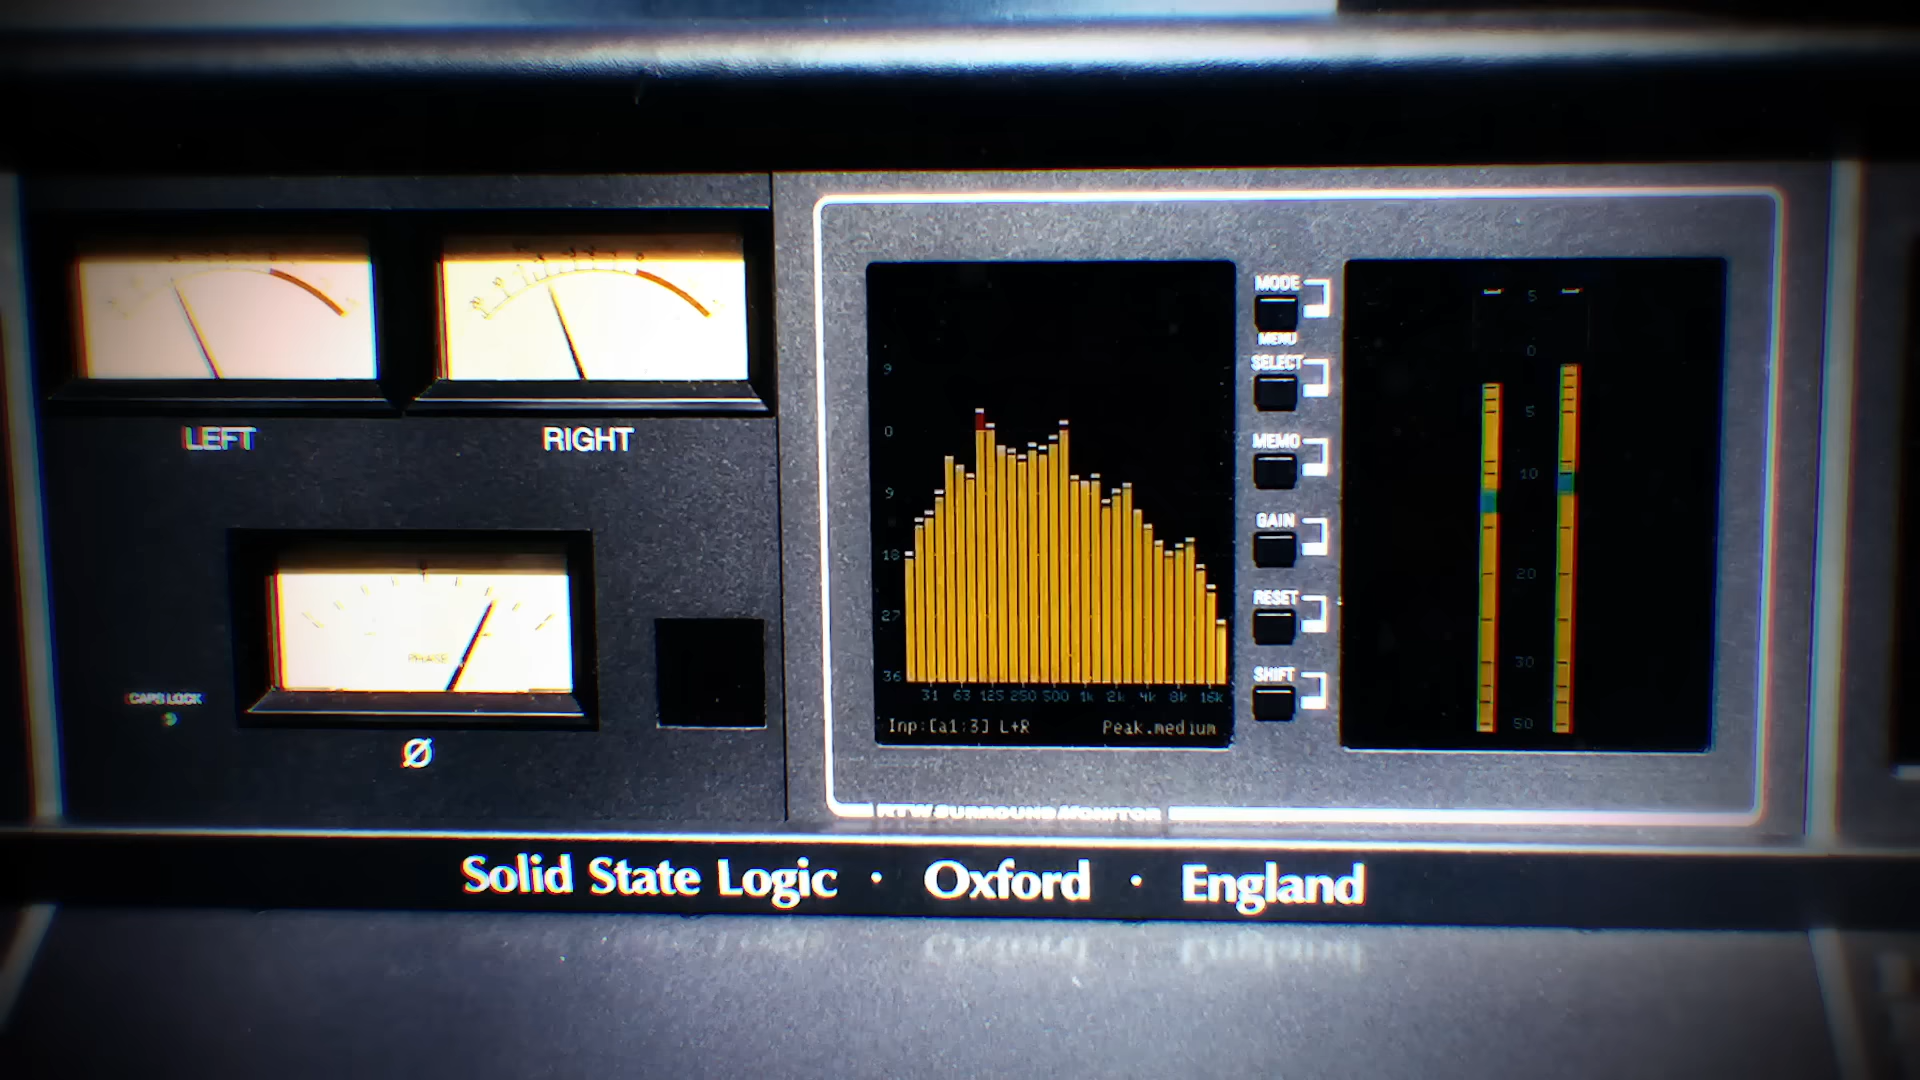 LEFT
RIGHT
PHASE
CAPS LOCK
Ø
9
0
9
18
27
36
31 63 125 250 500 1k 2k 4k 8k 16k
Inp:[a1:3] L+R Peak.medium
MODE
MENU
SELECT
MEMO
GAIN
RESET
SHIFT
5
0
5
10
20
30
50
RTW SURROUND MONITOR
Solid State Logic · Oxford · England